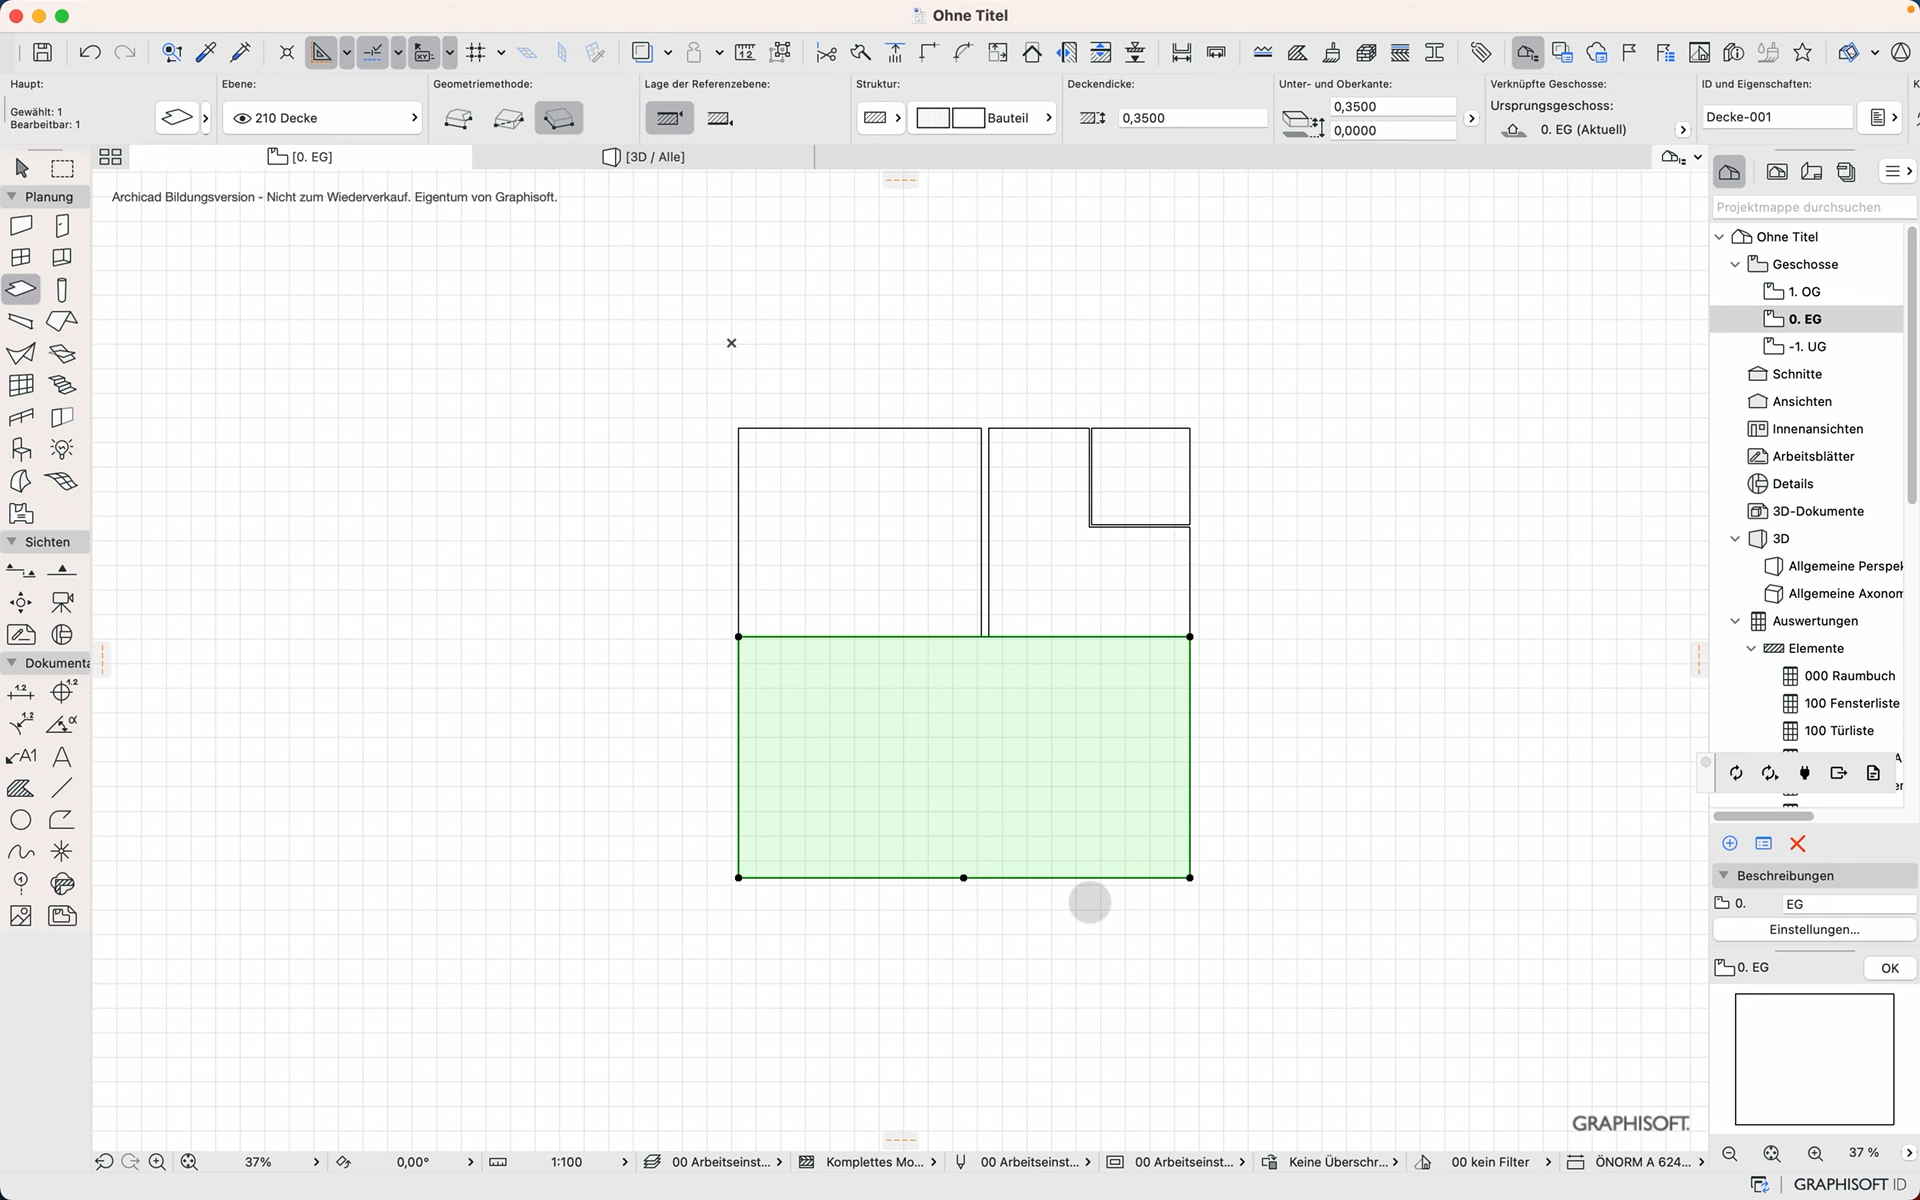 Ohne Titel
Haupt:
Gewählt: 1
Bearbeitbar: 1
Ebene:
210 Decke
Geometriemethode:
Lage der Referenzebene:
Struktur:
Bauteil
Deckendicke:
0,3500
Unter- und Oberkante:
0,3500
0,0000
Verknüpfte Geschosse:
Ursprungsgeschoss:
0. EG (Aktuell)
ID und Eigenschaften:
Decke-001
K
[0. EG]
[3D / Alle]
Planung
Archicad Bildungsversion - Nicht zum Wiederverkauf. Eigentum von Graphisoft.
Sichten
Dokumenta
Projektmappe durchsuchen
Ohne Titel
Geschosse
1. OG
0. EG
-1. UG
Schnitte
Ansichten
Innenansichten
Arbeitsblätter
Details
3D-Dokumente
3D
Allgemeine Perspek
Allgemeine Axonom
Auswertungen
Elemente
000 Raumbuch
100 Fensterliste
100 Türliste
Beschreibungen
0.
EG
Einstellungen...
0. EG
OK
GRAPHISOFT.
37%
0,00°
1:100
00 Arbeitseinst...
Komplettes Mo...
00 Arbeitseinst...
00 Arbeitseinst...
Keine Überschr...
00 kein Filter
ÖNORM A 624...
37 %
GRAPHISOFT ID